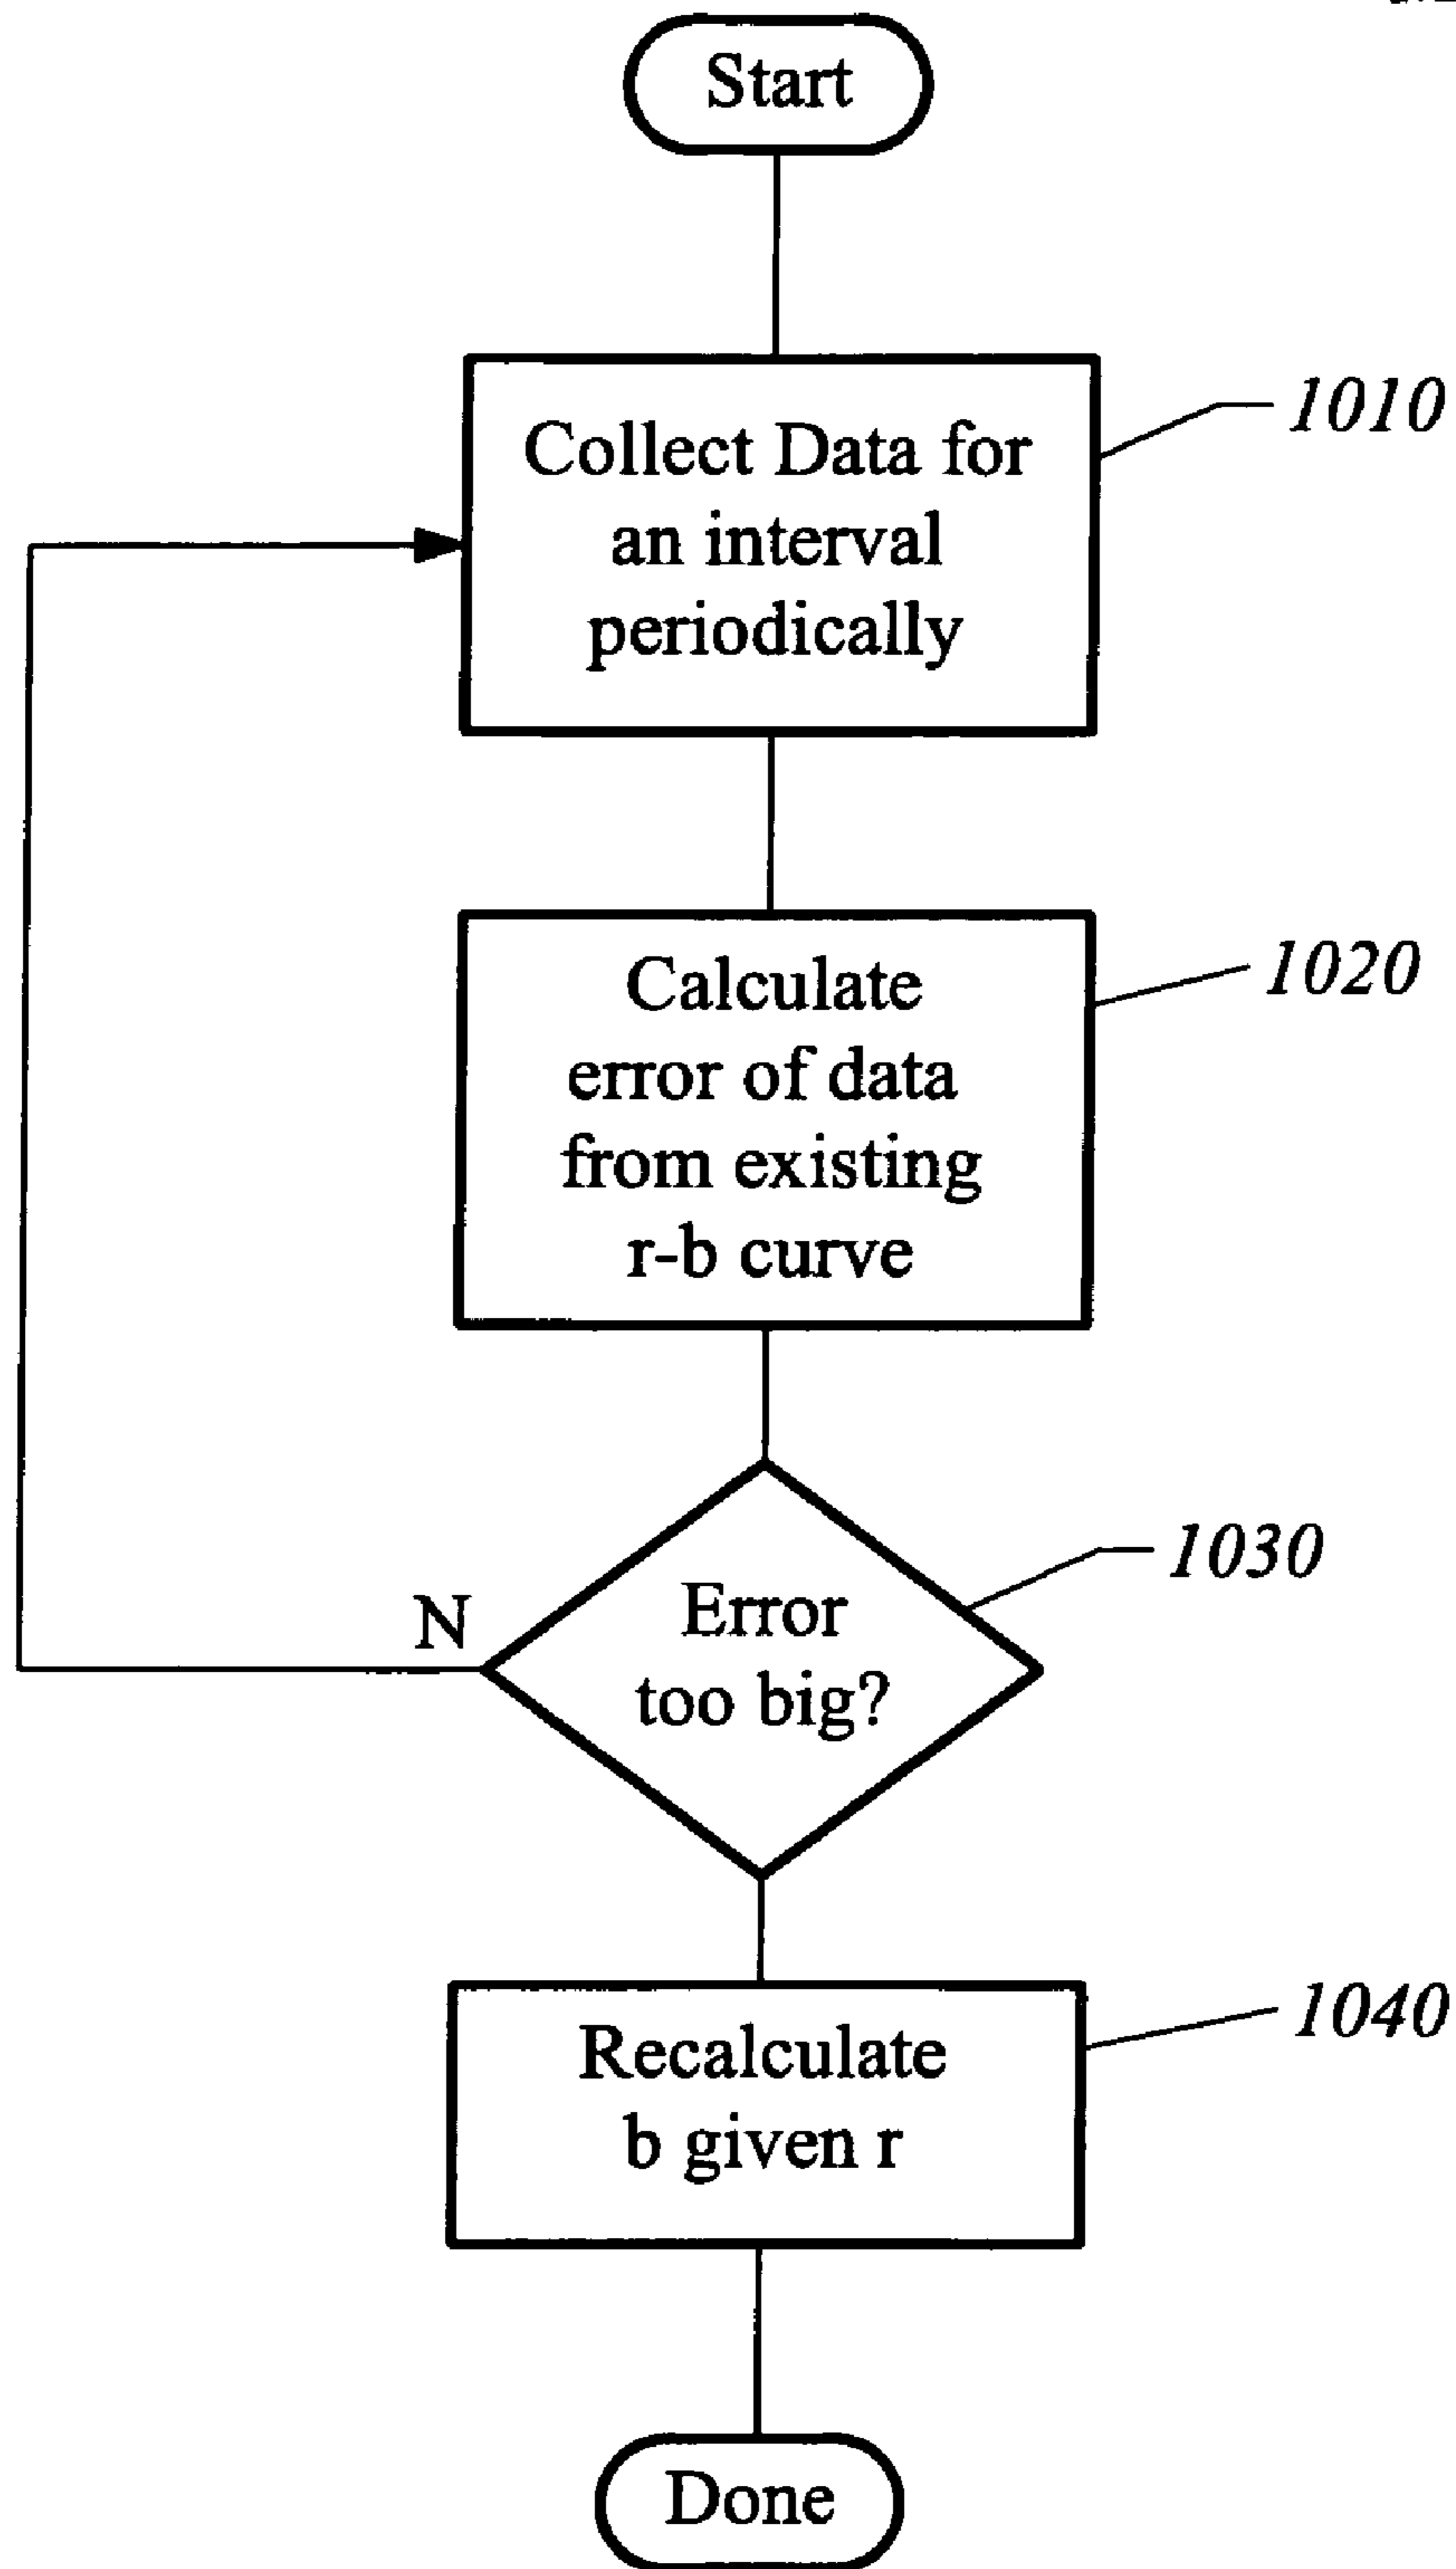 Start
Collect Data for
an interval
periodically
1010
Calculate
error of data
from existing
r-b curve
1020
Error
too big?
1030
N
Recalculate
b given r
1040
Done